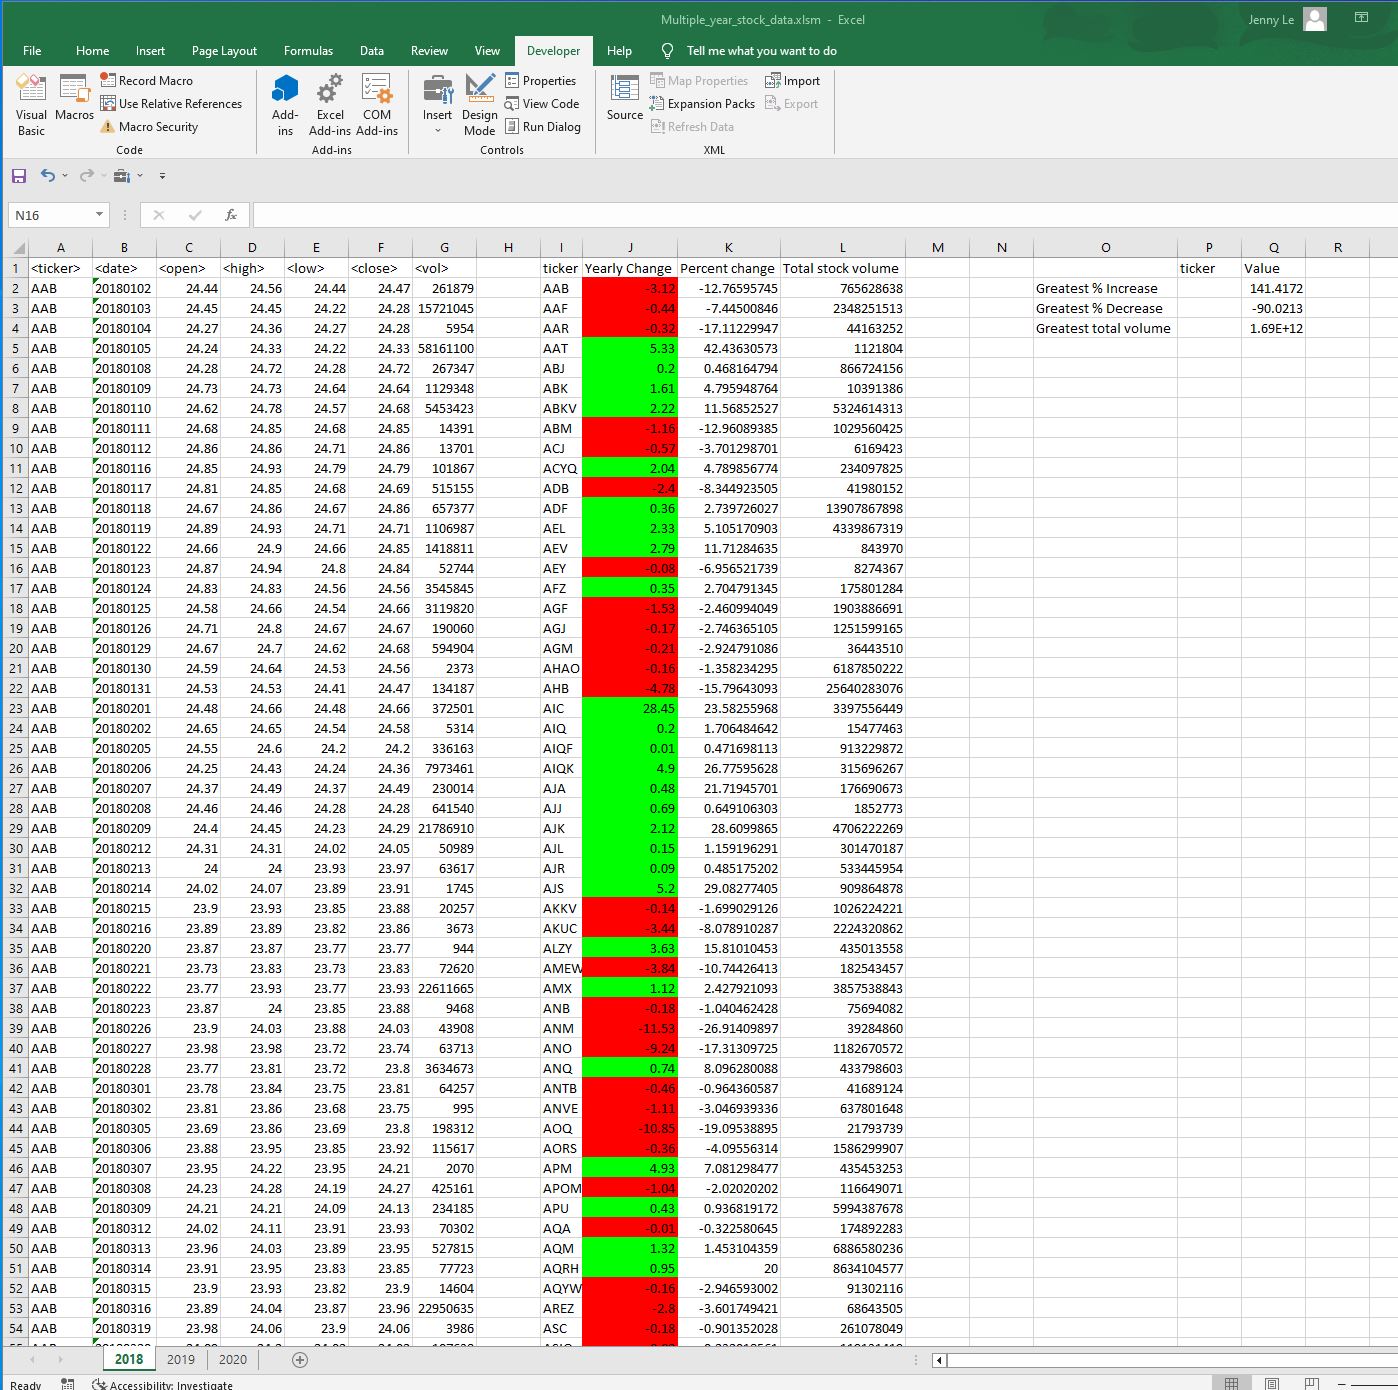 Multiple_year_stock_data.xlsm - Excel
Jenny Le
File Home Insert Page Layout Formulas Data Review View Developer Help Tell me what you want to do
Visual Basic
Macros
Record Macro
Use Relative References
Macro Security
Code
Add-ins
Excel Add-ins
COM Add-ins
Add-ins
Insert
Design Mode
Properties
View Code
Run Dialog
Controls
Source
Map Properties
Expansion Packs
Refresh Data
Import
Export
XML
N16
fx
A B C D E F G H I J K L M N O P Q R
1 <ticker> <date> <open> <high> <low> <close> <vol> ticker Yearly Change Percent change Total stock volume ticker Value
2 AAB 20180102 24.44 24.56 24.44 24.47 261879 AAB -3.12 -12.76595745 765628638 Greatest % Increase 141.4172
3 AAB 20180103 24.45 24.45 24.22 24.28 15721045 AAF -0.44 -7.44500846 2348251513 Greatest % Decrease -90.0213
4 AAB 20180104 24.27 24.36 24.27 24.28 5954 AAR -0.32 -17.11229947 44163252 Greatest total volume 1.69E+12
5 AAB 20180105 24.24 24.33 24.22 24.33 58161100 AAT 5.33 42.43630573 1121804
6 AAB 20180108 24.28 24.72 24.28 24.72 267347 ABJ 0.2 0.468164794 866724156
7 AAB 20180109 24.73 24.73 24.64 24.64 1129348 ABK 1.61 4.795948764 10391386
8 AAB 20180110 24.62 24.78 24.57 24.68 5453423 ABKV 2.22 11.56852527 5324614313
9 AAB 20180111 24.68 24.85 24.68 24.85 14391 ABM -1.16 -12.96089385 1029560425
10 AAB 20180112 24.86 24.86 24.71 24.86 13701 ACJ -0.57 -3.701298701 6169423
11 AAB 20180116 24.85 24.93 24.79 24.79 101867 ACYQ 2.04 4.789856774 234097825
12 AAB 20180117 24.81 24.85 24.68 24.69 515155 ADB -2.4 -8.344923505 41980152
13 AAB 20180118 24.67 24.86 24.67 24.86 657377 ADF 0.36 2.739726027 13907867898
14 AAB 20180119 24.89 24.93 24.71 24.71 1106987 AEL 2.33 5.105170903 4339867319
15 AAB 20180122 24.66 24.9 24.66 24.85 1418811 AEV 2.79 11.71284635 843970
16 AAB 20180123 24.87 24.94 24.8 24.84 52744 AEY -0.08 -6.956521739 8274367
17 AAB 20180124 24.83 24.83 24.56 24.56 3545845 AFZ 0.35 2.704791345 175801284
18 AAB 20180125 24.58 24.66 24.54 24.66 3119820 AGF -1.53 -2.460994049 1903886691
19 AAB 20180126 24.71 24.8 24.67 24.67 190060 AGJ -0.17 -2.746365105 1251599165
20 AAB 20180129 24.67 24.7 24.62 24.68 594904 AGM -0.21 -2.924791086 36443510
21 AAB 20180130 24.59 24.64 24.53 24.56 2373 AHAO -0.16 -1.358234295 6187850222
22 AAB 20180131 24.53 24.53 24.41 24.47 134187 AHB -4.78 -15.79643093 25640283076
23 AAB 20180201 24.48 24.66 24.48 24.66 372501 AIC 28.45 23.58255968 3397556449
24 AAB 20180202 24.65 24.65 24.54 24.58 5314 AIQ 0.2 1.706484642 15477463
25 AAB 20180205 24.55 24.6 24.2 24.2 336163 AIQF 0.01 0.471698113 913229872
26 AAB 20180206 24.25 24.43 24.24 24.36 7973461 AIQK 4.9 26.77595628 315696267
27 AAB 20180207 24.37 24.49 24.37 24.49 230014 AJA 0.48 21.71945701 176690673
28 AAB 20180208 24.46 24.46 24.28 24.28 641540 AJJ 0.69 0.649106303 1852773
29 AAB 20180209 24.4 24.45 24.23 24.29 21786910 AJK 2.12 28.6099865 4706222269
30 AAB 20180212 24.31 24.31 24.02 24.05 50989 AJL 0.15 1.159196291 301470187
31 AAB 20180213 24 24 23.93 23.97 63617 AJR 0.09 0.485175202 533445954
32 AAB 20180214 24.02 24.07 23.89 23.91 1745 AJS 5.2 29.08277405 909864878
33 AAB 20180215 23.9 23.93 23.85 23.88 20257 AKKV -0.14 -1.699029126 1026224221
34 AAB 20180216 23.89 23.89 23.82 23.86 3673 AKUC -3.44 -8.078910287 2224320862
35 AAB 20180220 23.87 23.87 23.77 23.77 944 ALZY 3.63 15.81010453 435013558
36 AAB 20180221 23.73 23.83 23.73 23.83 72620 AMEW -3.84 -10.74426413 182543457
37 AAB 20180222 23.77 23.93 23.77 23.93 22611665 AMX 1.12 2.427921093 3857538843
38 AAB 20180223 23.87 24 23.85 23.88 9468 ANB -0.18 -1.040462428 75694082
39 AAB 20180226 23.9 24.03 23.88 24.03 43908 ANM -11.53 -26.91409897 39284860
40 AAB 20180227 23.98 23.98 23.72 23.74 63713 ANO -9.24 -17.31309725 1182670572
41 AAB 20180228 23.77 23.81 23.72 23.8 3634673 ANQ 0.74 8.096280088 433798603
42 AAB 20180301 23.78 23.84 23.75 23.81 64257 ANTB -0.46 -0.964360587 41689124
43 AAB 20180302 23.81 23.86 23.68 23.75 995 ANVE -1.11 -3.046939336 637801648
44 AAB 20180305 23.69 23.86 23.69 23.8 198312 AOQ -10.85 -19.09538895 21793739
45 AAB 20180306 23.88 23.95 23.85 23.92 115617 AORS -0.36 -4.09556314 1586299907
46 AAB 20180307 23.95 24.22 23.95 24.21 2070 APM 4.93 7.081298477 435453253
47 AAB 20180308 24.23 24.28 24.19 24.27 425161 APOM -1.04 -2.02020202 116649071
48 AAB 20180309 24.21 24.21 24.09 24.13 234185 APU 0.43 0.936819172 5994387678
49 AAB 20180312 24.02 24.11 23.91 23.93 70302 AQA -0.01 -0.322580645 174892283
50 AAB 20180313 23.96 24.03 23.89 23.95 527815 AQM 1.32 1.453104359 6886580236
51 AAB 20180314 23.91 23.95 23.83 23.85 77723 AQRH 0.95 20 8634104577
52 AAB 20180315 23.9 23.93 23.82 23.9 14604 AQYW -0.16 -2.946593002 91302116
53 AAB 20180316 23.89 24.04 23.87 23.96 22950635 AREZ -2.8 -3.601749421 68643505
54 AAB 20180319 23.98 24.06 23.9 24.06 3986 ASC -0.18 -0.901352028 261078049
2018 2019 2020
Ready Accessibility: Investigate